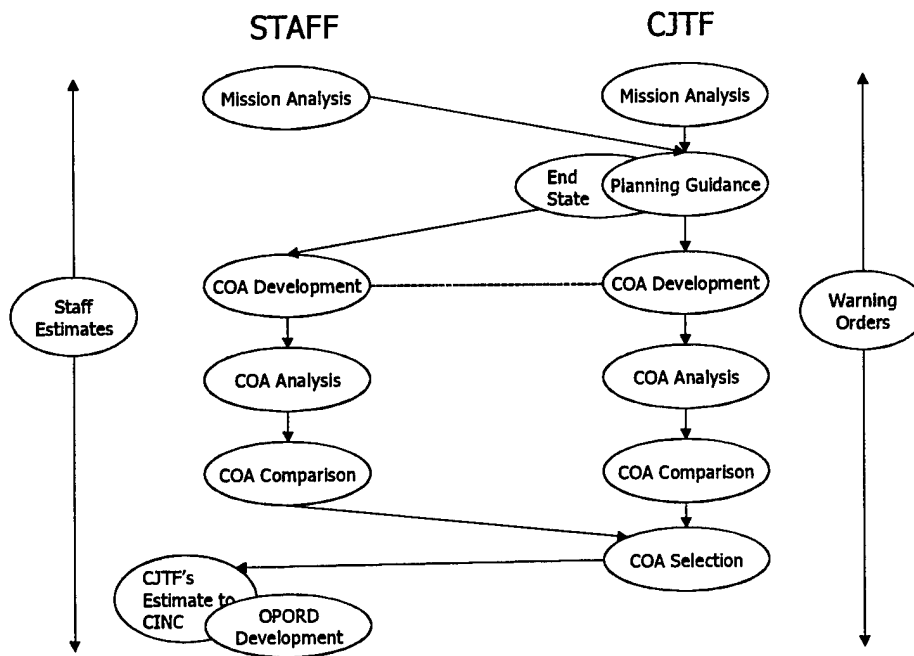 STAFF
CJTF
Mission Analysis
Mission Analysis
End
State
Planning Guidance
COA Development
COA Development
Staff
Estimates
Warning
Orders
COA Analysis
COA Analysis
COA Comparison
COA Comparison
COA Selection
CJTF's
Estimate to
CINC
OPORD
Development